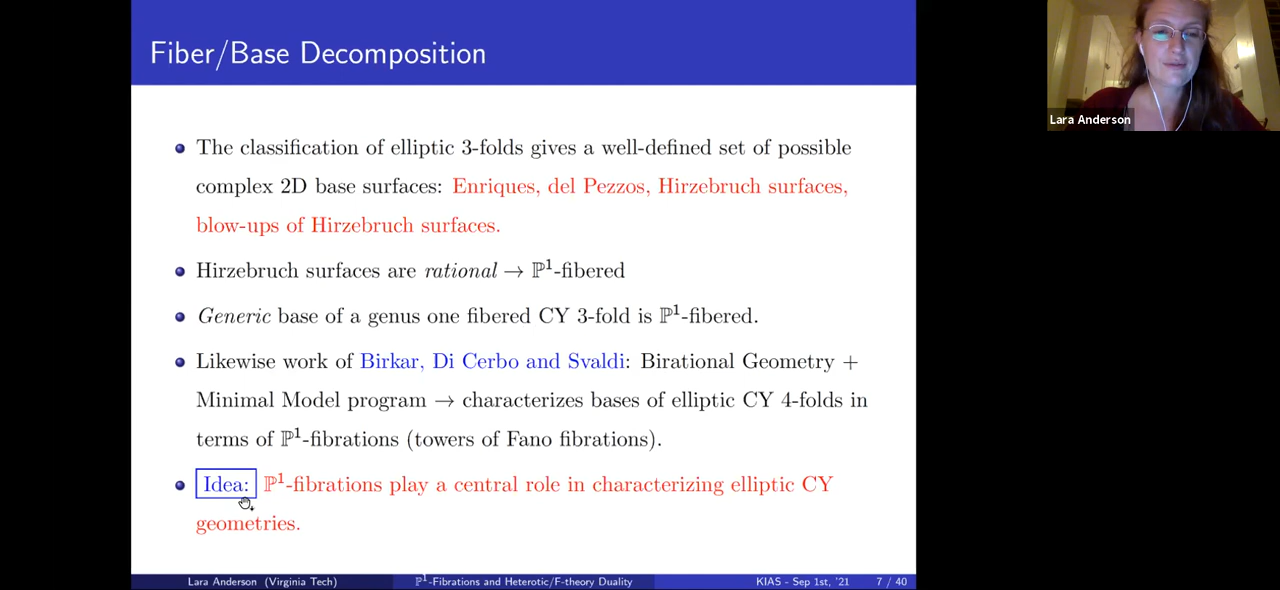 Fiber/Base Decomposition
Lara Anderson
The classification of elliptic 3-folds gives a well-defined set of possible
complex 2D base surfaces: Enriques, del Pezzos, Hirzebruch surfaces,
blow-ups of Hirzebruch surfaces.
Hirzebruch surfaces are rational → ℙ¹-fibered
Generic base of a genus one fibered CY 3-fold is ℙ¹-fibered.
Likewise work of Birkar, Di Cerbo and Svaldi: Birational Geometry +
Minimal Model program → characterizes bases of elliptic CY 4-folds in
terms of ℙ¹-fibrations (towers of Fano fibrations).
Idea: ℙ¹-fibrations play a central role in characterizing elliptic CY
geometries.
Lara Anderson (Virginia Tech) ℙ¹-Fibrations and Heterotic/F-theory Duality KIAS - Sep 1st, '21 7 / 40